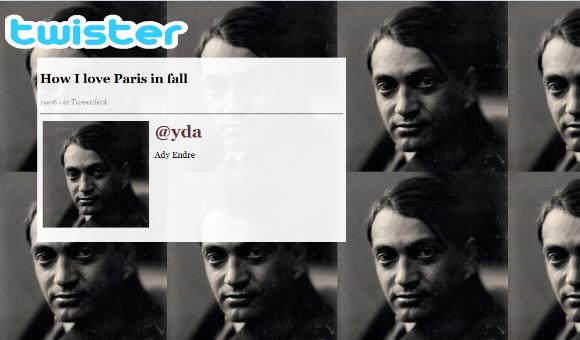 twister
How I love Paris in fall
1906 via Tweetdeck
@yda
Ady Endre